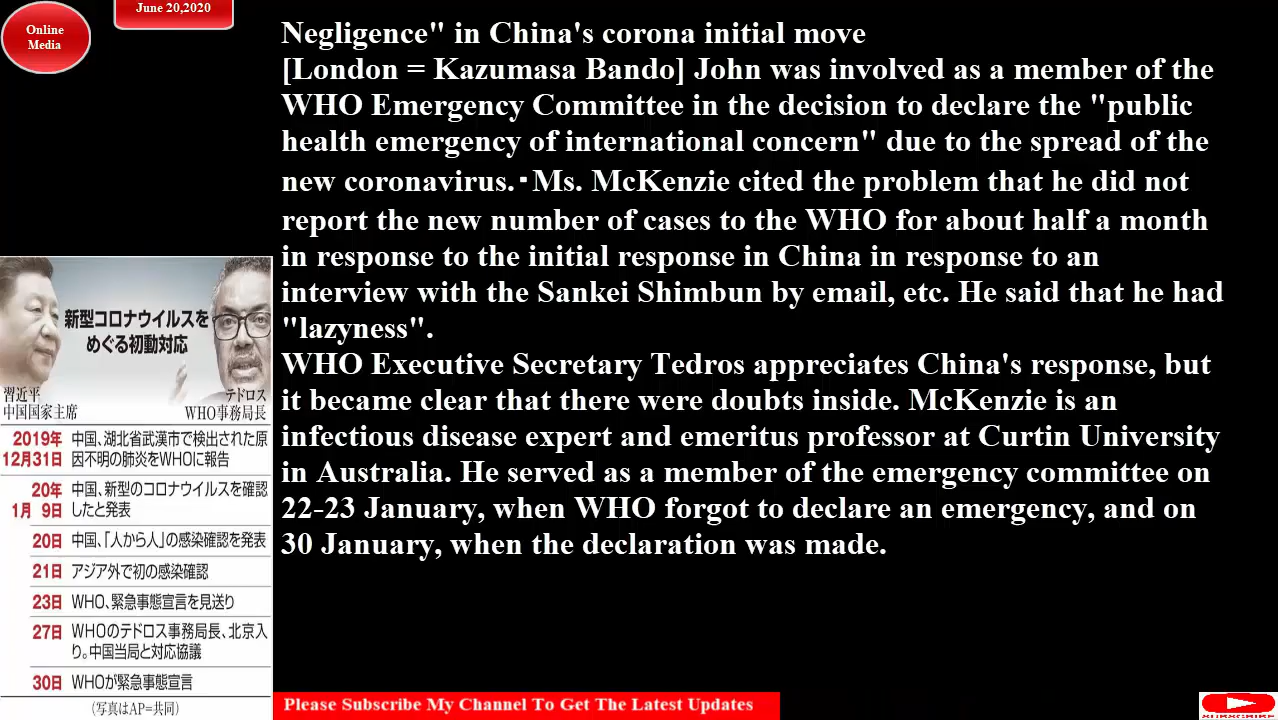 Online
Media
June 20,2020
Negligence" in China's corona initial move
[London = Kazumasa Bando] John was involved as a member of the
WHO Emergency Committee in the decision to declare the "public
health emergency of international concern" due to the spread of the
new coronavirus.・Ms. McKenzie cited the problem that he did not
report the new number of cases to the WHO for about half a month
in response to the initial response in China in response to an
interview with the Sankei Shimbun by email, etc. He said that he had
"lazyness".
WHO Executive Secretary Tedros appreciates China's response, but
it became clear that there were doubts inside. McKenzie is an
infectious disease expert and emeritus professor at Curtin University
in Australia. He served as a member of the emergency committee on
22-23 January, when WHO forgot to declare an emergency, and on
30 January, when the declaration was made.
新型コロナウイルスを
めぐる初動対応
習近平
中国国家主席
テドロス
WHO事務局長
2019年 中国、湖北省武漢市で検出された原
12月31日 因不明の肺炎をWHOに報告
20年 中国、新型のコロナウイルスを確認
1月 9日 したと発表
20日 中国、「人から人」の感染確認を発表
21日 アジア外で初の感染確認
23日 WHO、緊急事態宣言を見送り
27日 WHOのテドロス事務局長、北京入
り。中国当局と対応協議
30日 WHOが緊急事態宣言
(写真はAP=共同)
Please Subscribe My Channel To Get The Latest Updates
SUBSCRIBE